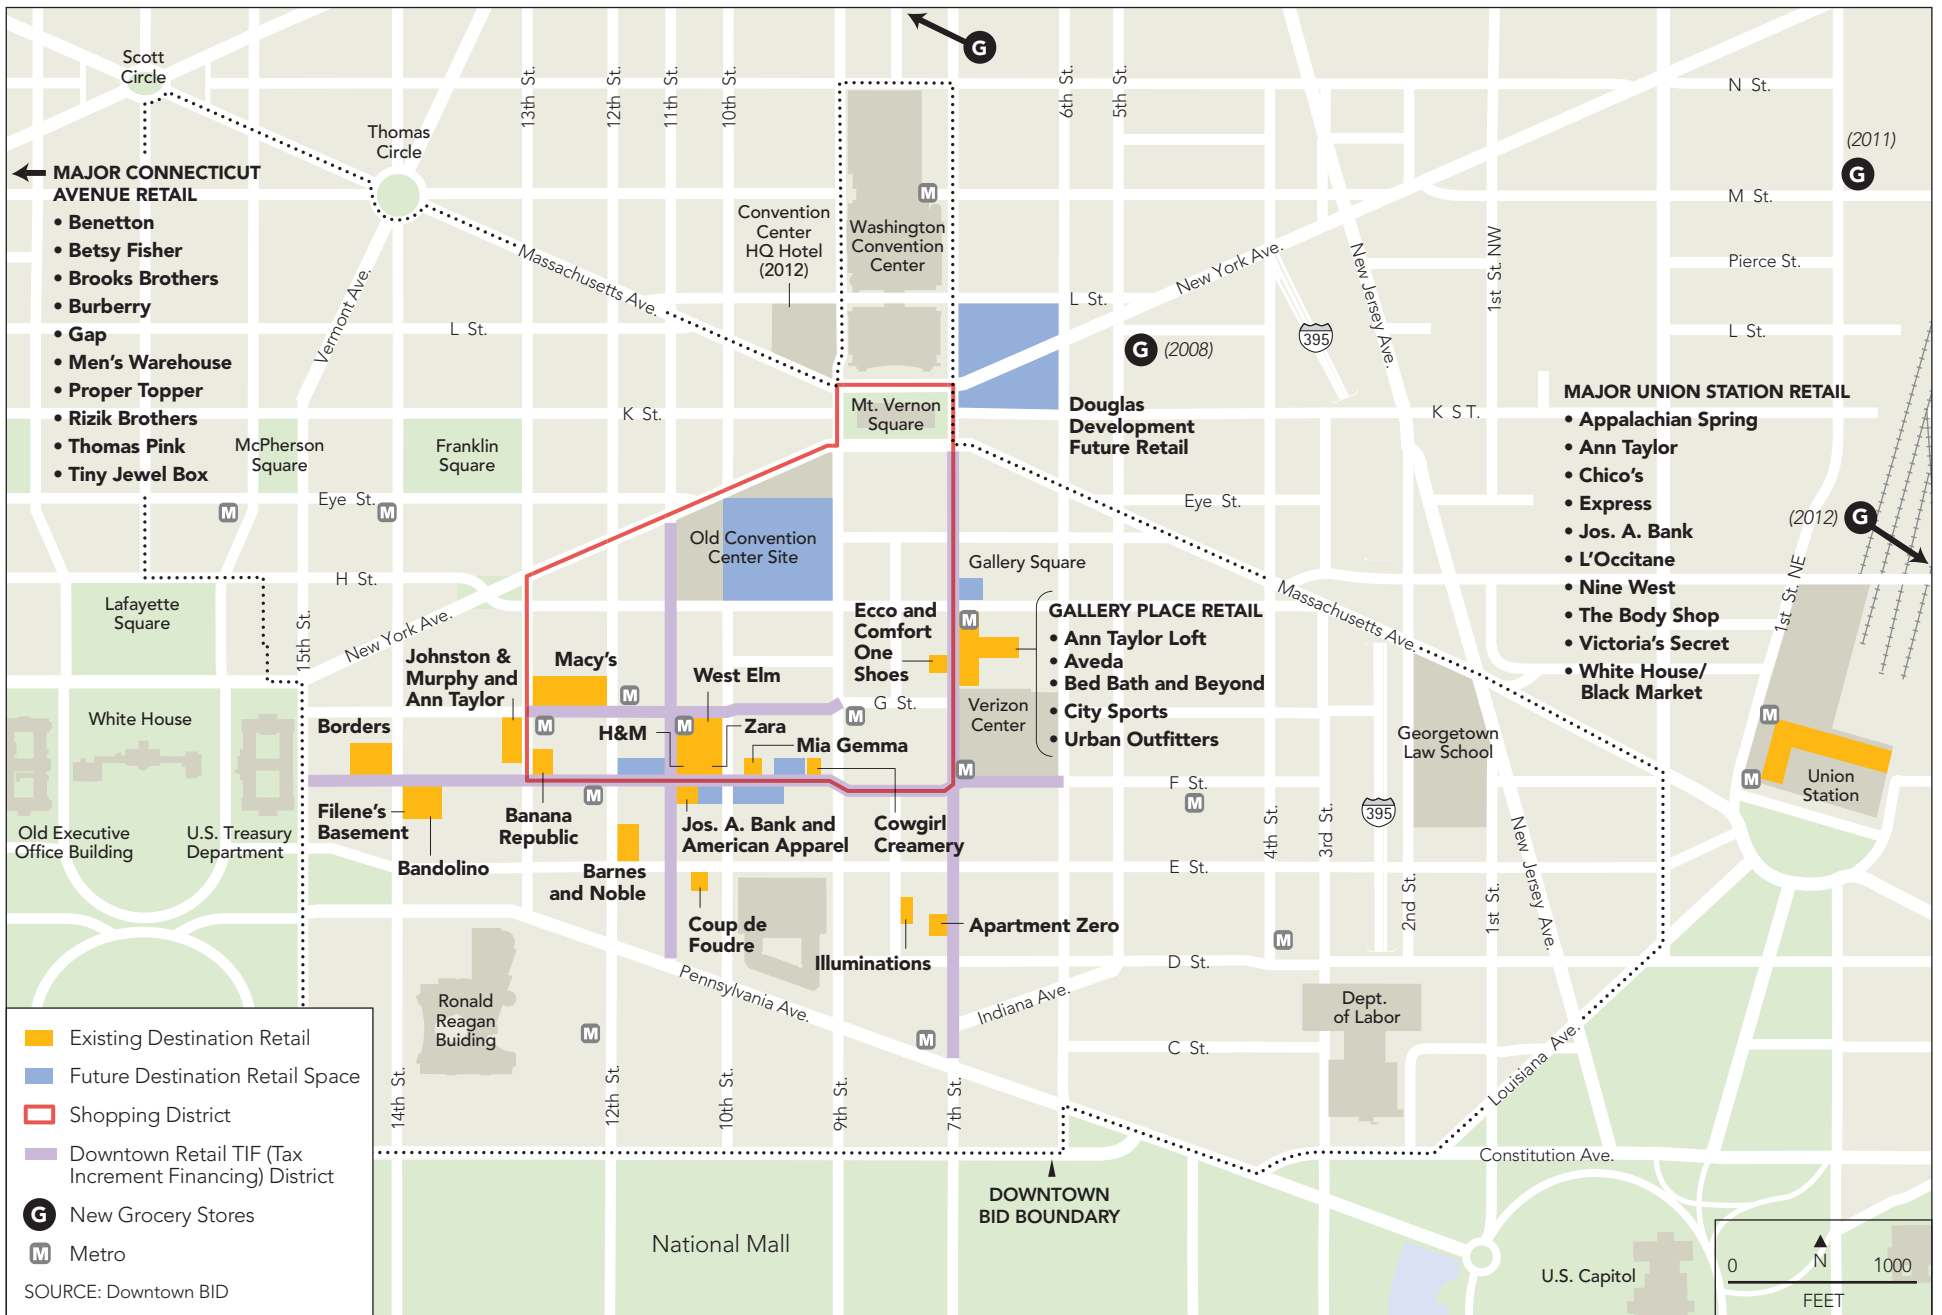 G
Scott
Circle
13th St.
12th St.
11th St.
10th St.
6th St.
5th St.
N St.
(2011)
G
Thomas
Circle
MAJOR CONNECTICUT
AVENUE RETAIL
• Benetton
• Betsy Fisher
• Brooks Brothers
• Burberry
• Gap
• Men's Warehouse
• Proper Topper
• Rizik Brothers
• Thomas Pink
• Tiny Jewel Box
M
M St.
Convention
Center
HQ Hotel
(2012)
Washington
Convention
Center
Massachusetts Ave.
New York Ave.
New Jersey Ave.
1st St. NW
Pierce St.
Vermont Ave.
L St.
L St.
L St.
G (2008)
395
Mt. Vernon
Square
Douglas
Development
Future Retail
K St.
K ST.
MAJOR UNION STATION RETAIL
• Appalachian Spring
• Ann Taylor
• Chico's
• Express
• Jos. A. Bank
• L'Occitane
• Nine West
• The Body Shop
• Victoria's Secret
• White House/
Black Market
McPherson
Square
Franklin
Square
M
Eye St.
M
Eye St.
(2012) G
Old Convention
Center Site
Gallery Square
H St.
Massachusetts Ave.
1st St. NE
Lafayette
Square
15th St.
New York Ave.
Ecco and
Comfort
One
Shoes
M
GALLERY PLACE RETAIL
• Ann Taylor Loft
• Aveda
• Bed Bath and Beyond
• City Sports
• Urban Outfitters
Johnston &
Murphy and
Ann Taylor
Macy's
M
West Elm
G St.
M
Verizon
Center
White House
Borders
M
H&M
M
Zara
Mia Gemma
Georgetown
Law School
M
M
Union
Station
M
F St.
M
Filene's
Basement
Bandolino
Banana
Republic
M
Jos. A. Bank and
American Apparel
Cowgirl
Creamery
Old Executive
Office Building
U.S. Treasury
Department
395
4th St.
3rd St.
New Jersey Ave.
E St.
Barnes
and Noble
2nd St.
1st St.
Coup de
Foudre
Illuminations
Apartment Zero
M
D St.
Pennsylvania Ave.
Indiana Ave.
Ronald
Reagan
Buiding
M
M
Dept.
of Labor
C St.
Louisiana Ave.
14th St.
12th St.
10th St.
9th St.
7th St.
Constitution Ave.
DOWNTOWN
BID BOUNDARY
National Mall
U.S. Capitol
Existing Destination Retail
Future Destination Retail Space
Shopping District
Downtown Retail TIF (Tax
Increment Financing) District
G New Grocery Stores
M Metro
SOURCE: Downtown BID
N
0 1000
FEET